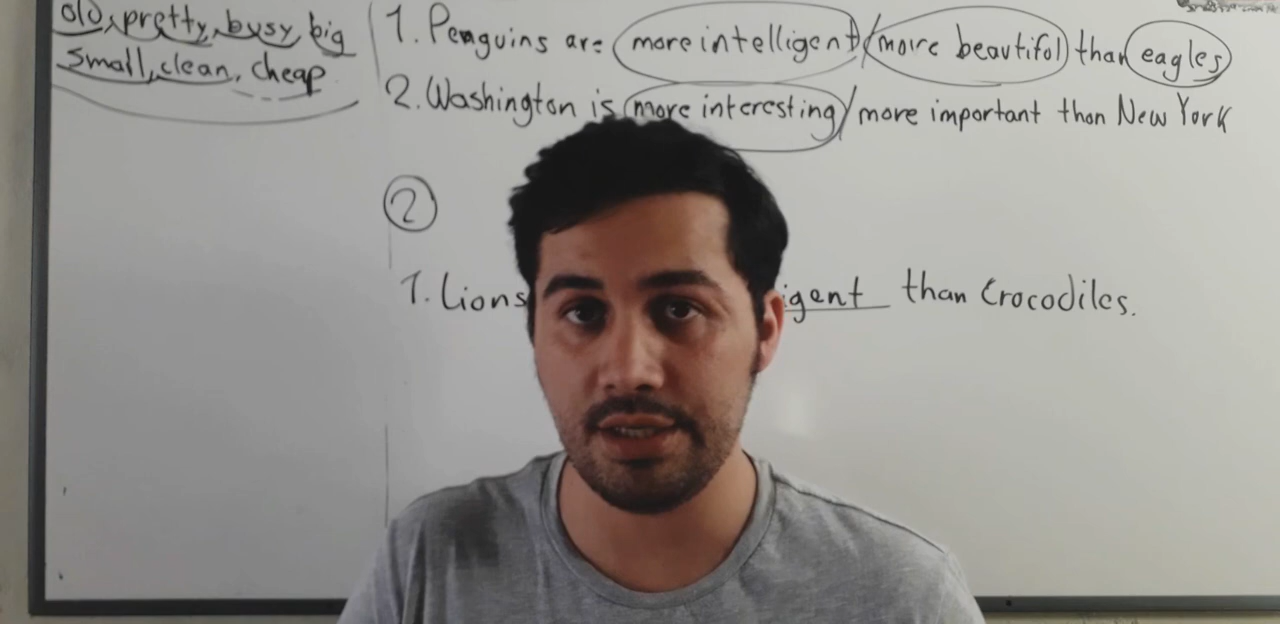 old, pretty, busy, big
small, clean, cheap
1. Penguins are more intelligent/more beautiful than eagles
2. Washington is more interesting/more important than New York
2
1. Lions igent than Crocodiles.